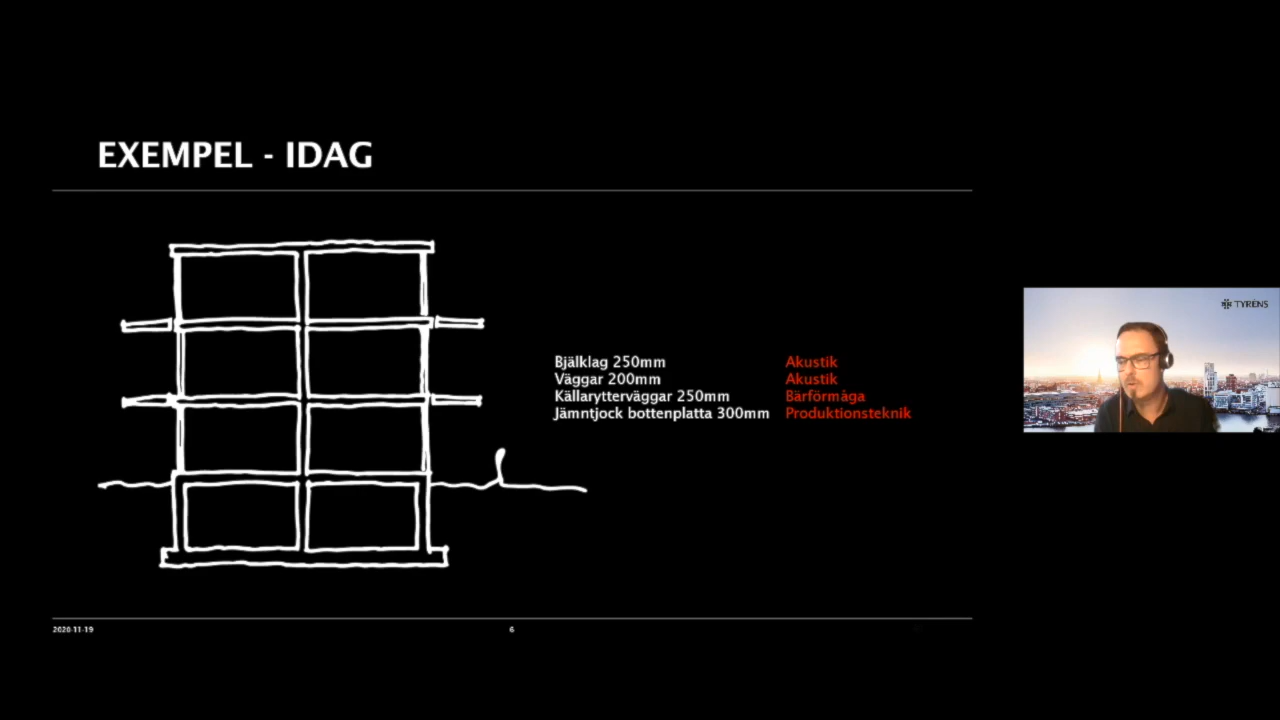 EXEMPEL - IDAG
TYRÉNS
Bjälklag 250mm Akustik
Väggar 200mm Akustik
Källarytterväggar 250mm Bärförmåga
Jämntjock bottenplatta 300mm Produktionsteknik
2020-11-19 6